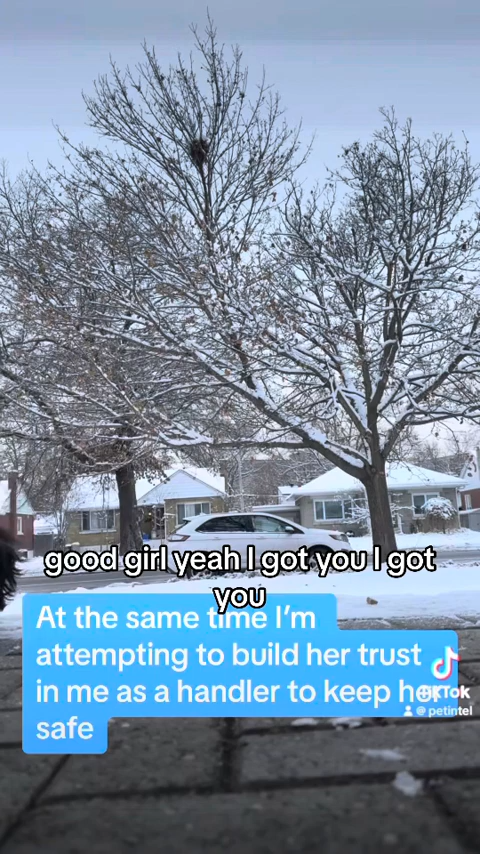 good girl yeah I got you I got
you
At the same time I'm
attempting to build her trust
in me as a handler to keep her
safe
TikTok
@ petintel